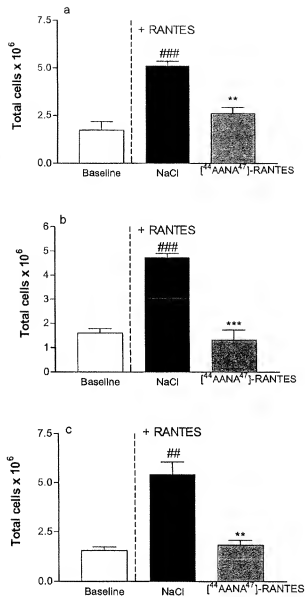 a
+ RANTES
Total cells x 10⁶
7.5
5.0
2.5
0.0
###
**
Baseline
NaCl
[⁴⁴AANA⁴⁷]-RANTES
b
+ RANTES
Total cells x 10⁶
6
5
4
3
2
1
0
###
***
Baseline
NaCl
[⁴⁴AANA⁴⁷]-RANTES
c
+ RANTES
Total cells x 10⁶
7.5
5.0
2.5
0.0
##
**
Baseline
NaCl
[⁴⁴AANA⁴⁷]-RANTES